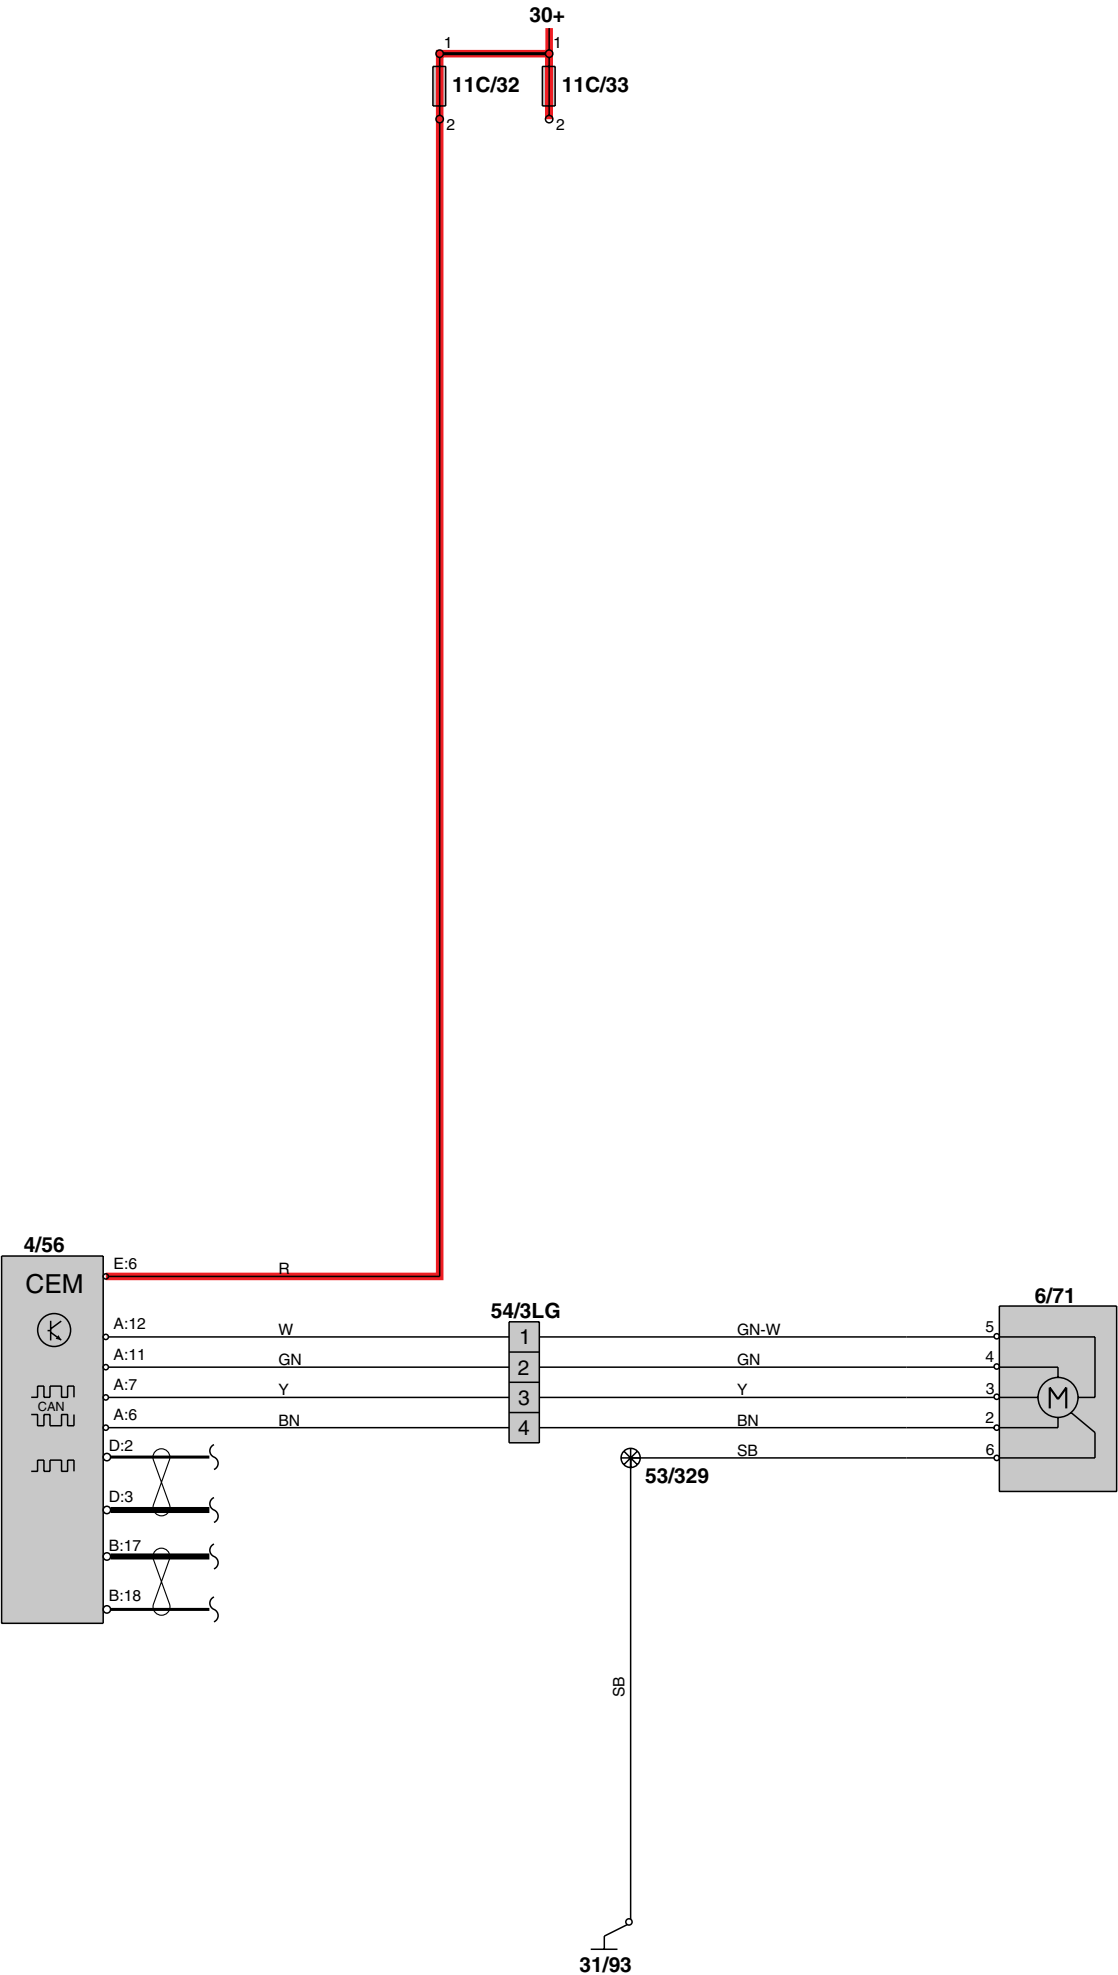 30+
1
1
11C/32
11C/33
2
2
4/56
CEM
E:6
R
54/3LG
6/71
A:12
W
1
GN-W
5
A:11
GN
2
GN
4
A:7
Y
3
Y
3
M
CAN
A:6
BN
4
BN
2
D:2
SB
6
53/329
D:3
B:17
B:18
SB
31/93